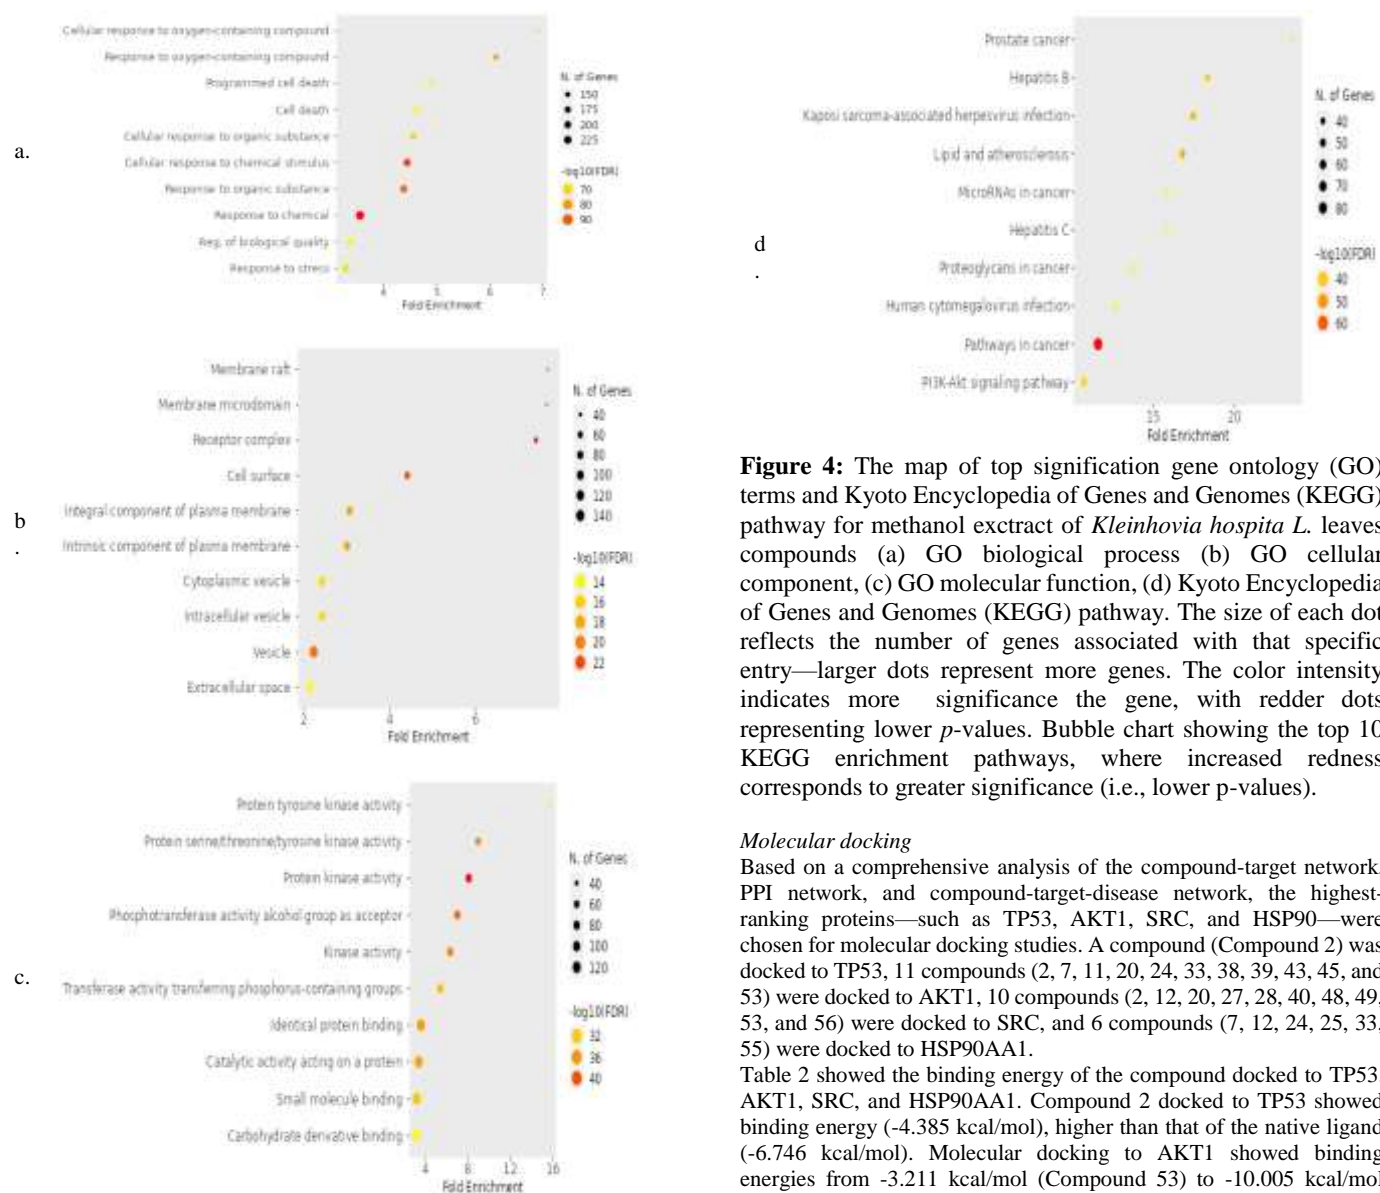 a.
Cellular response to oxygen-containing compound
Response to oxygen-containing compound
Programmed cell death
Cell death
Cellular response to organic substance
Cellular response to chemical stimulus
Response to organic substance
Response to chemical
Reg. of biological quality
Response to stress
4 5 6 7
Fold Enrichment
N. of Genes
150
175
200
225
-log10(FDR)
70
80
90
b
.
Membrane raft
Membrane microdomain
Receptor complex
Cell surface
Integral component of plasma membrane
Intrinsic component of plasma membrane
Cytoplasmic vesicle
Intracellular vesicle
Vesicle
Extracellular space
2 4 6
Fold Enrichment
N. of Genes
40
60
80
100
120
140
-log10(FDR)
14
16
18
20
22
c.
Protein tyrosine kinase activity
Protein serine/threonine/tyrosine kinase activity
Protein kinase activity
Phosphotransferase activity alcohol group as acceptor
Kinase activity
Transferase activity transferring phosphorus-containing groups
Identical protein binding
Catalytic activity acting on a protein
Small molecule binding
Carbohydrate derivative binding
4 8 12 16
Fold Enrichment
N. of Genes
40
60
80
100
120
-log10(FDR)
32
36
40
d
.
Prostate cancer
Hepatitis B
Kaposi sarcoma-associated herpesvirus infection
Lipid and atherosclerosis
MicroRNAs in cancer
Hepatitis C
Proteoglycans in cancer
Human cytomegalovirus infection
Pathways in cancer
PI3K-Akt signaling pathway
15 20
Fold Enrichment
N. of Genes
40
50
60
70
80
-log10(FDR)
40
50
60
Figure 4: The map of top signification gene ontology (GO)
terms and Kyoto Encyclopedia of Genes and Genomes (KEGG)
pathway for methanol exctract of Kleinhovia hospita L. leaves
compounds (a) GO biological process (b) GO cellular
component, (c) GO molecular function, (d) Kyoto Encyclopedia
of Genes and Genomes (KEGG) pathway. The size of each dot
reflects the number of genes associated with that specific
entry—larger dots represent more genes. The color intensity
indicates more significance the gene, with redder dots
representing lower p-values. Bubble chart showing the top 10
KEGG enrichment pathways, where increased redness
corresponds to greater significance (i.e., lower p-values).
Molecular docking
Based on a comprehensive analysis of the compound-target network,
PPI network, and compound-target-disease network, the highest-
ranking proteins—such as TP53, AKT1, SRC, and HSP90—were
chosen for molecular docking studies. A compound (Compound 2) was
docked to TP53, 11 compounds (2, 7, 11, 20, 24, 33, 38, 39, 43, 45, and
53) were docked to AKT1, 10 compounds (2, 12, 20, 27, 28, 40, 48, 49,
53, and 56) were docked to SRC, and 6 compounds (7, 12, 24, 25, 33,
55) were docked to HSP90AA1.
Table 2 showed the binding energy of the compound docked to TP53,
AKT1, SRC, and HSP90AA1. Compound 2 docked to TP53 showed
binding energy (-4.385 kcal/mol), higher than that of the native ligand
(-6.746 kcal/mol). Molecular docking to AKT1 showed binding
energies from -3.211 kcal/mol (Compound 53) to -10.005 kcal/mol